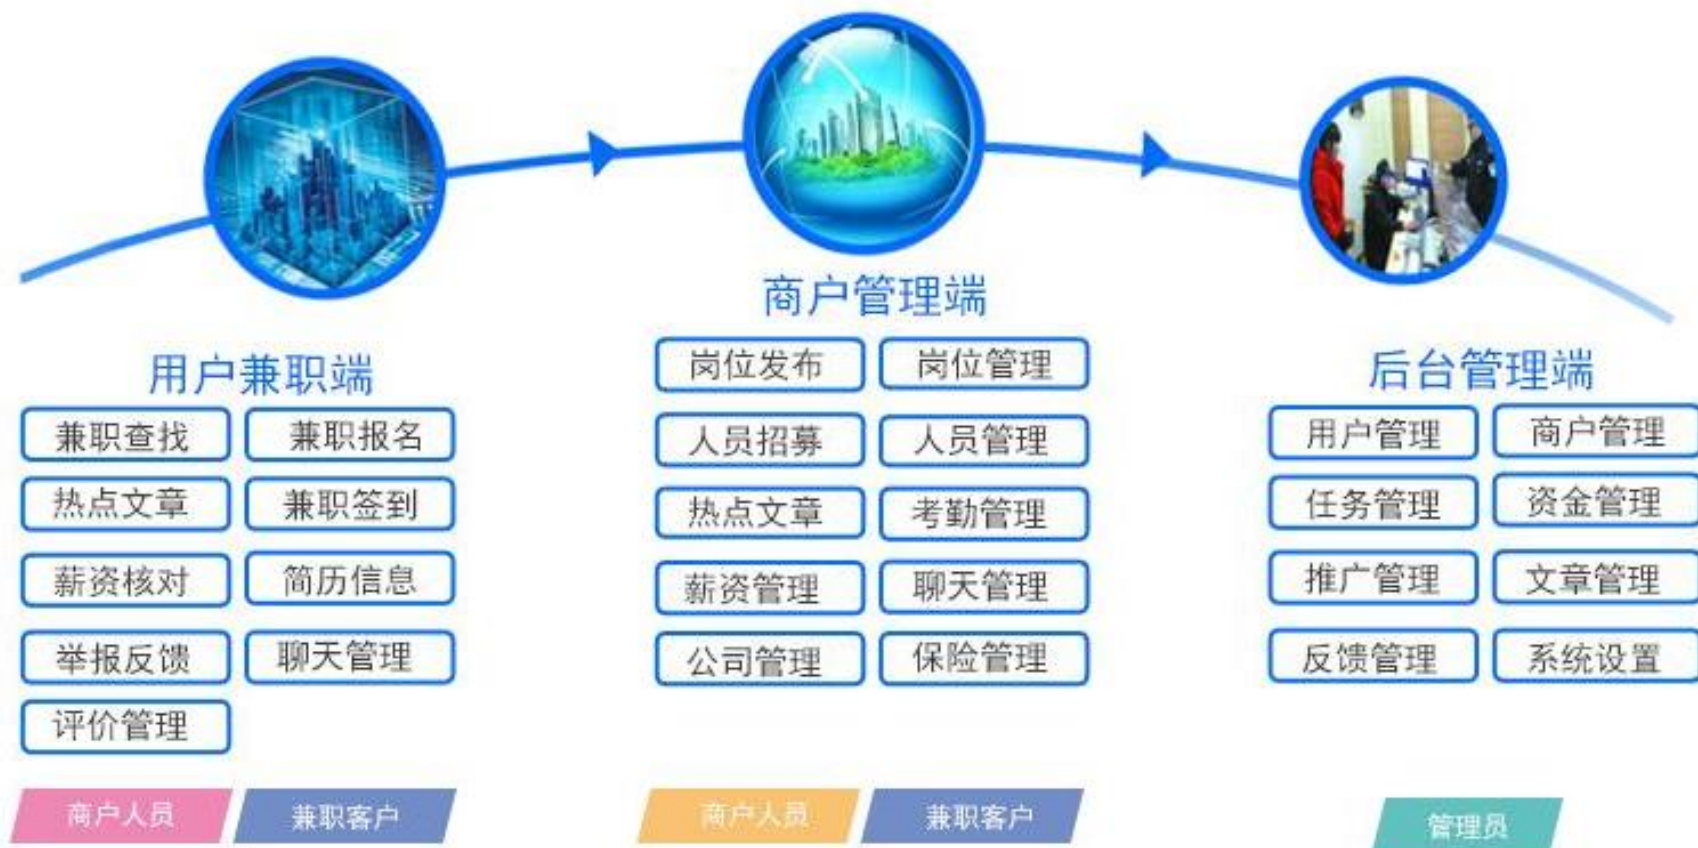 用户兼职端
兼职查找 兼职报名
热点文章 兼职签到
薪资核对 简历信息
举报反馈 聊天管理
评价管理
商户人员 兼职客户
商户管理端
岗位发布 岗位管理
人员招募 人员管理
热点文章 考勤管理
薪资管理 聊天管理
公司管理 保险管理
商户人员 兼职客户
后台管理端
用户管理 商户管理
任务管理 资金管理
推广管理 文章管理
反馈管理 系统设置
管理员